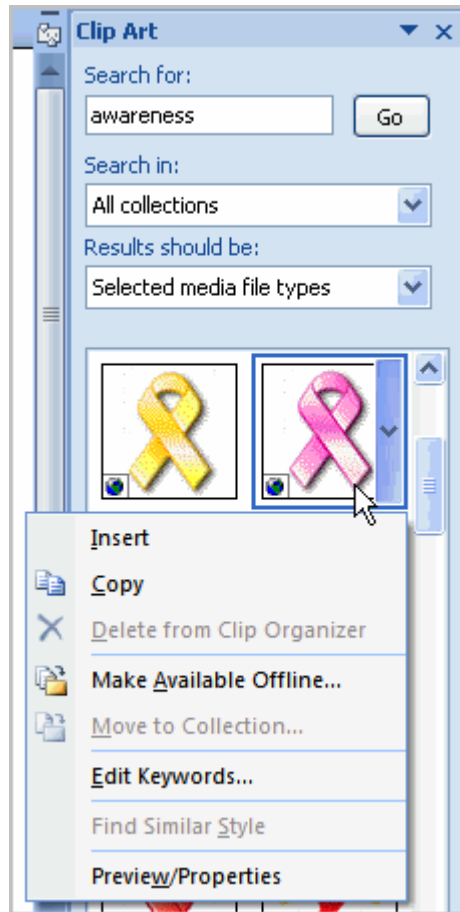 Clip Art
Search for:
awareness
Go
Search in:
All collections
Results should be:
Selected media file types
Insert
Copy
Delete from Clip Organizer
Make Available Offline...
Move to Collection...
Edit Keywords...
Find Similar Style
Preview/Properties